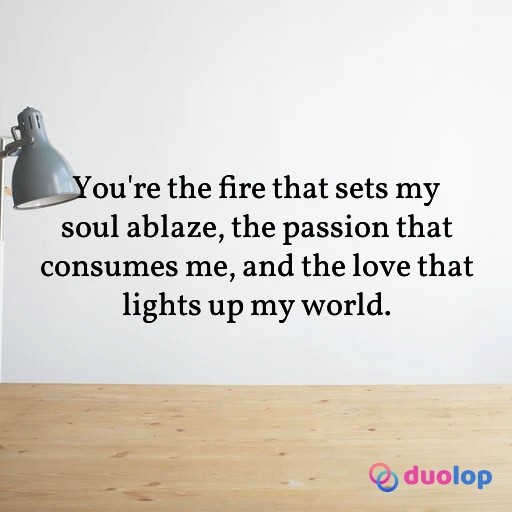 You're the fire that sets my
soul ablaze, the passion that
consumes me, and the love that
lights up my world.
duolop